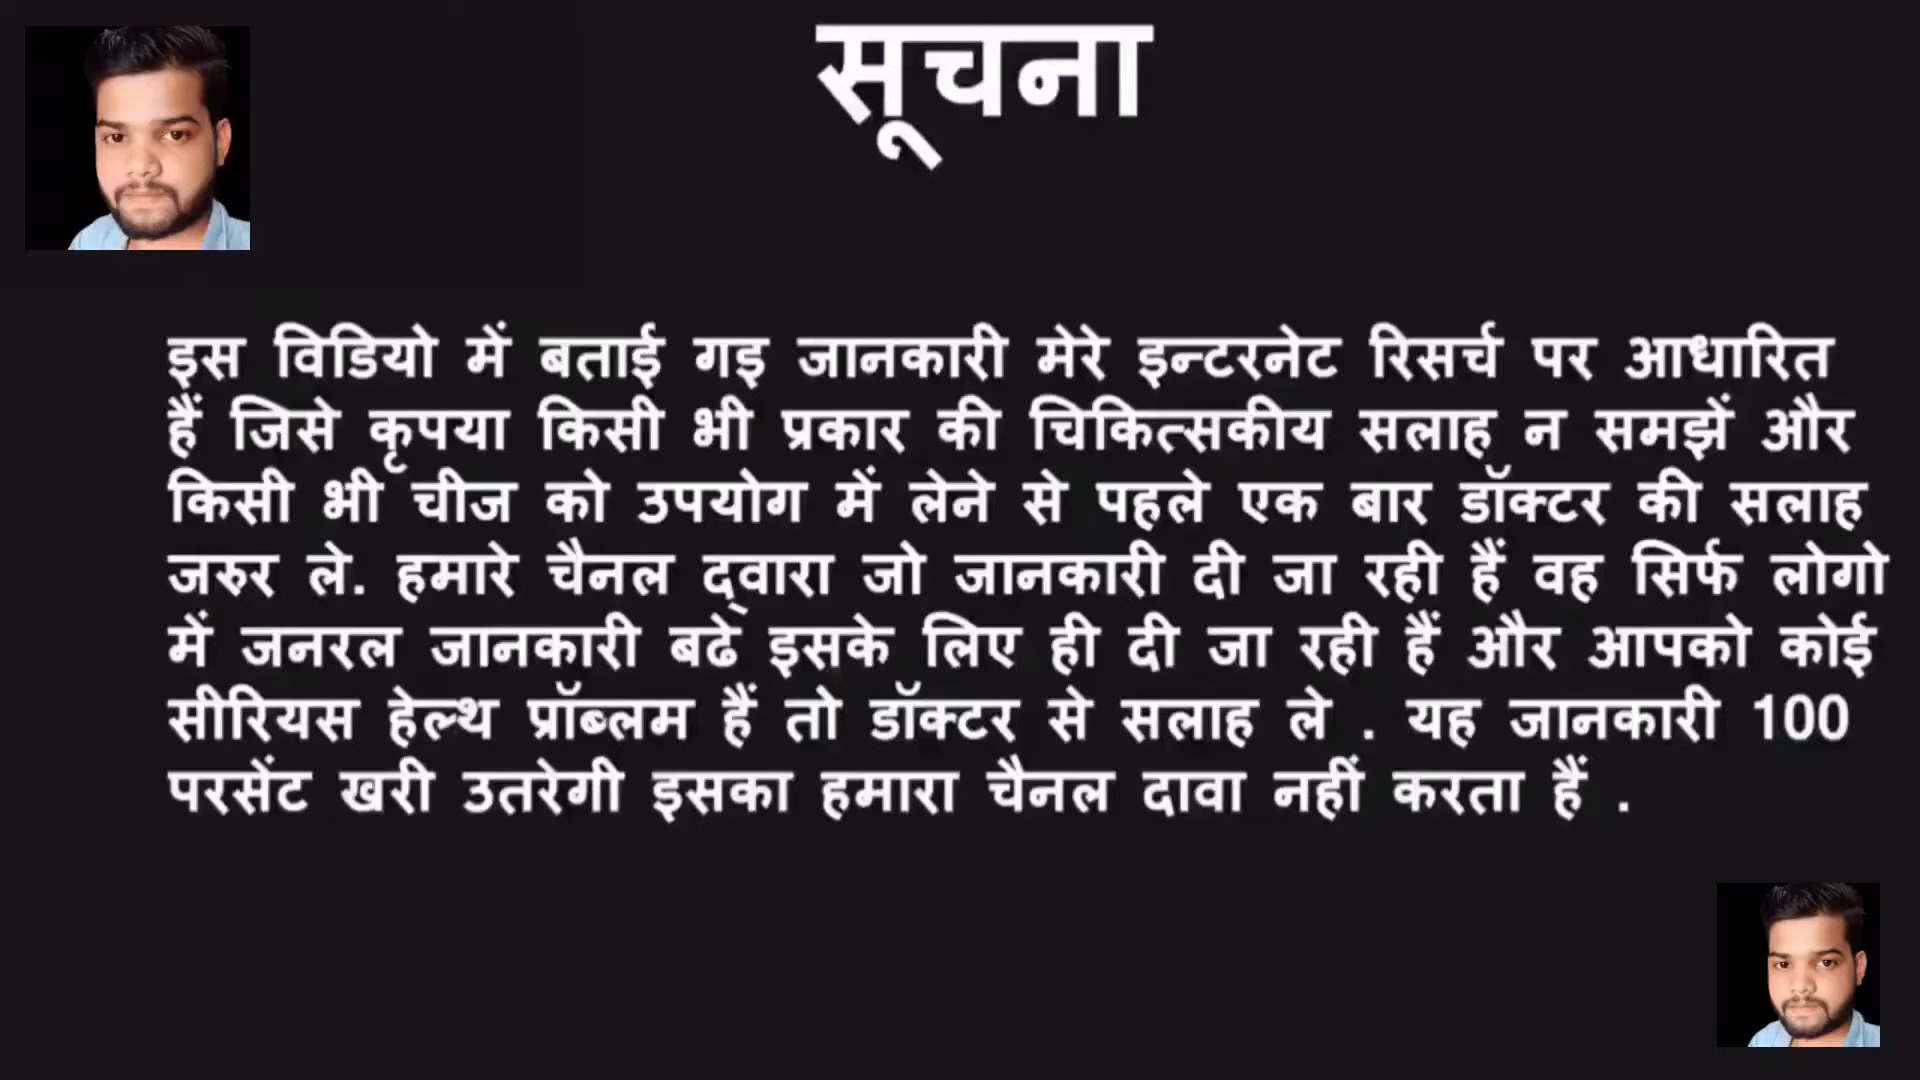 सूचना
इस विडियो में बताई गइ जानकारी मेरे इन्टरनेट रिसर्च पर आधारित
हैं जिसे कृपया किसी भी प्रकार की चिकित्सकीय सलाह न समझें और
किसी भी चीज को उपयोग में लेने से पहले एक बार डॉक्टर की सलाह
जरुर ले. हमारे चैनल द्वारा जो जानकारी दी जा रही हैं वह सिर्फ लोगो
में जनरल जानकारी बढे इसके लिए ही दी जा रही हैं और आपको कोई
सीरियस हेल्थ प्रॉब्लम हैं तो डॉक्टर से सलाह ले . यह जानकारी 100
परसेंट खरी उतरेगी इसका हमारा चैनल दावा नहीं करता हैं .